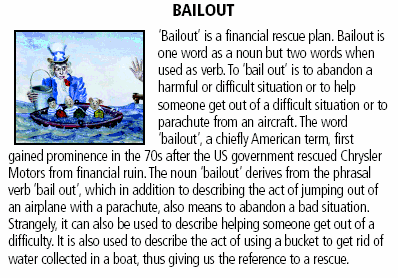 BAILOUT
'Bailout' is a financial rescue plan. Bailout is
one word as a noun but two words when
used as verb. To 'bail out' is to abandon a
harmful or difficult situation or to help
someone get out of a difficult situation or to
parachute from an aircraft. The word
'bailout', a chiefly American term, first
gained prominence in the 70s after the US government rescued Chrysler
Motors from financial ruin. The noun 'bailout' derives from the phrasal
verb 'bail out', which in addition to describing the act of jumping out of
an airplane with a parachute, also means to abandon a bad situation.
Strangely, it can also be used to describe helping someone get out of a
difficulty. It is also used to describe the act of using a bucket to get rid of
water collected in a boat, thus giving us the reference to a rescue.